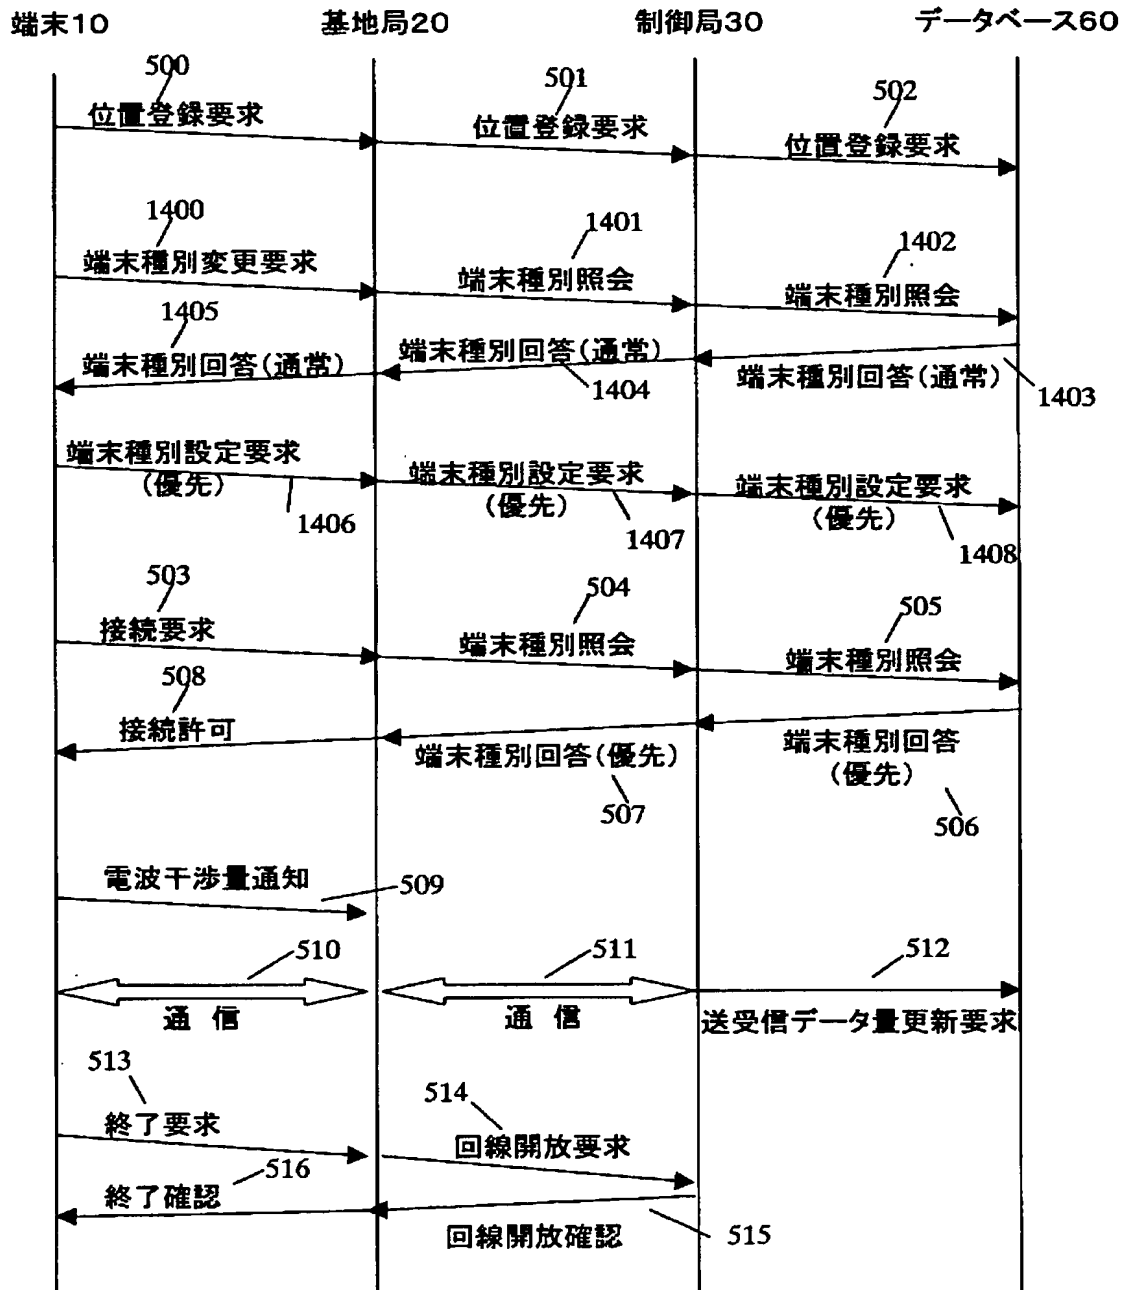 端末10 基地局20 制御局30 データベース60
500 501 502
位置登録要求 位置登録要求 位置登録要求
1400 1401 1402
端末種別変更要求 端末種別照会 端末種別照会
1405
端末種別回答(通常) 端末種別回答(通常) 端末種別回答(通常)
1404 1403
端末種別設定要求 端末種別設定要求 端末種別設定要求
(優先) (優先) (優先)
1406 1407 1408
503 504 505
接続要求 端末種別照会 端末種別照会
508
接続許可 端末種別回答(優先) 端末種別回答
(優先)
507 506
電波干渉量通知 509
510 511 512
通 信 通 信 送受信データ量更新要求
513 514
終了要求 回線開放要求
516
終了確認 回線開放確認 515